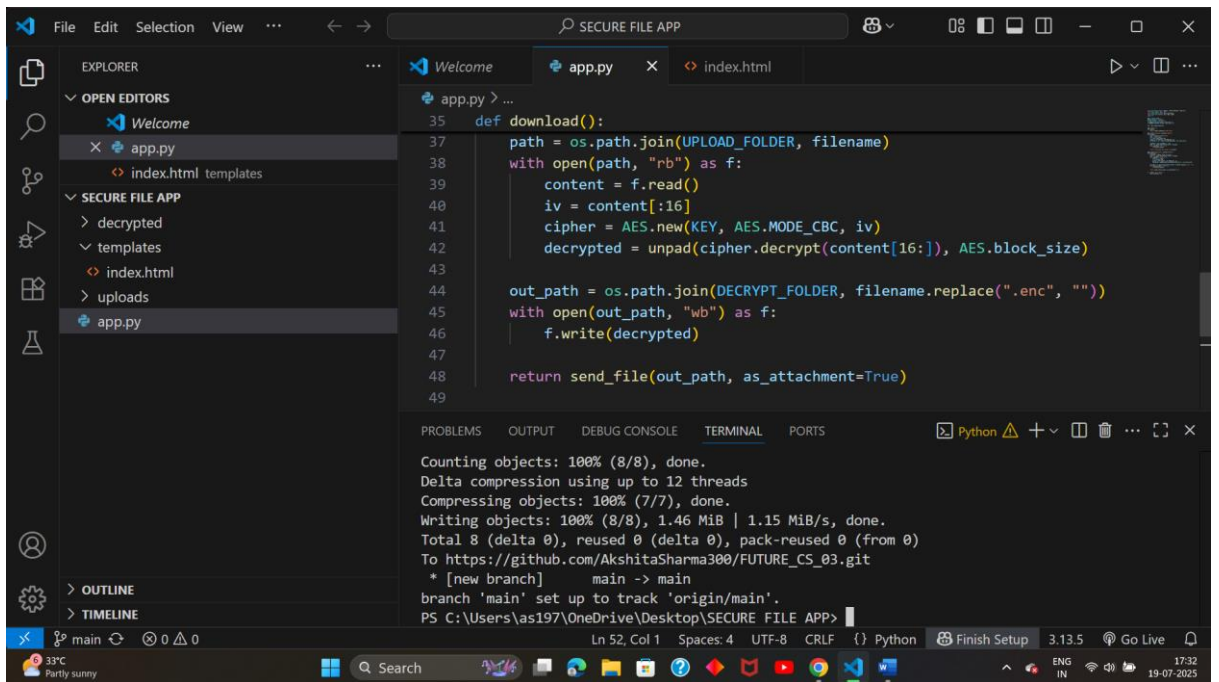 File Edit Selection View ··· SECURE FILE APP
EXPLORER ···
OPEN EDITORS
Welcome
app.py
index.html templates
SECURE FILE APP
decrypted
templates
index.html
uploads
app.py
OUTLINE
TIMELINE
Welcome app.py index.html
app.py > ...
35 def download():
37 path = os.path.join(UPLOAD_FOLDER, filename)
38 with open(path, "rb") as f:
39 content = f.read()
40 iv = content[:16]
41 cipher = AES.new(KEY, AES.MODE_CBC, iv)
42 decrypted = unpad(cipher.decrypt(content[16:]), AES.block_size)
43
44 out_path = os.path.join(DECRYPT_FOLDER, filename.replace(".enc", ""))
45 with open(out_path, "wb") as f:
46 f.write(decrypted)
47
48 return send_file(out_path, as_attachment=True)
49
PROBLEMS OUTPUT DEBUG CONSOLE TERMINAL PORTS Python
Counting objects: 100% (8/8), done.
Delta compression using up to 12 threads
Compressing objects: 100% (7/7), done.
Writing objects: 100% (8/8), 1.46 MiB | 1.15 MiB/s, done.
Total 8 (delta 0), reused 0 (delta 0), pack-reused 0 (from 0)
To https://github.com/AkshitaSharma300/FUTURE_CS_03.git
* [new branch] main -> main
branch 'main' set up to track 'origin/main'.
PS C:\Users\as197\OneDrive\Desktop\SECURE FILE APP>
main 0 0 Ln 52, Col 1 Spaces: 4 UTF-8 CRLF {} Python Finish Setup 3.13.5 Go Live
6 33°C Search ENG 17:32
Partly sunny IN 19-07-2025